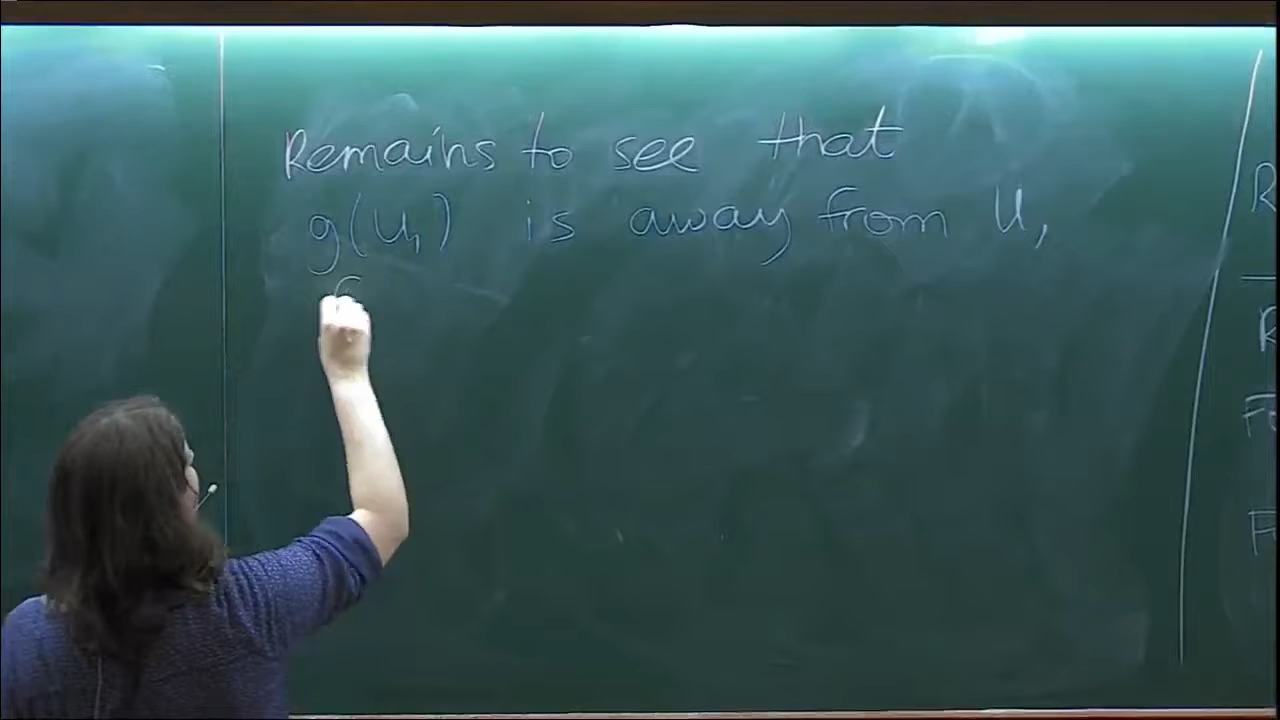 Remains to see that
g(U₁) is away from U,
R
R